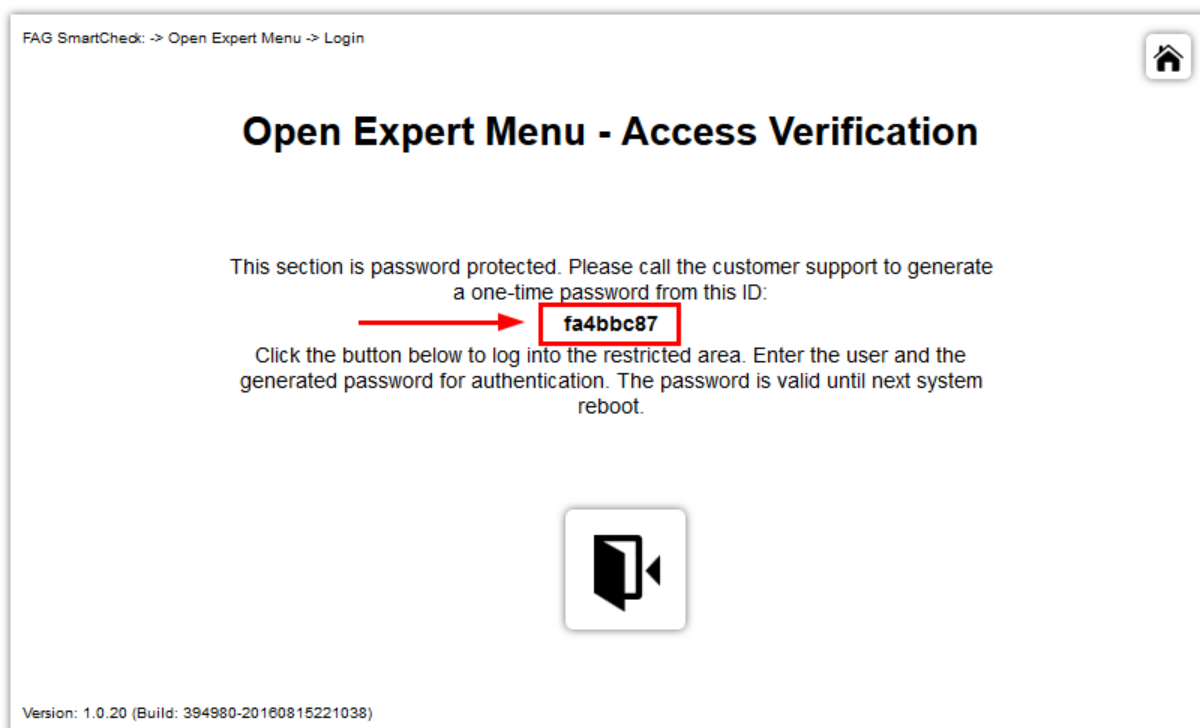 FAG SmartCheck: -> Open Expert Menu -> Login
Open Expert Menu - Access Verification
This section is password protected. Please call the customer support to generate
a one-time password from this ID:
fa4bbc87
Click the button below to log into the restricted area. Enter the user and the
generated password for authentication. The password is valid until next system
reboot.
Version: 1.0.20 (Build: 394980-20160815221038)